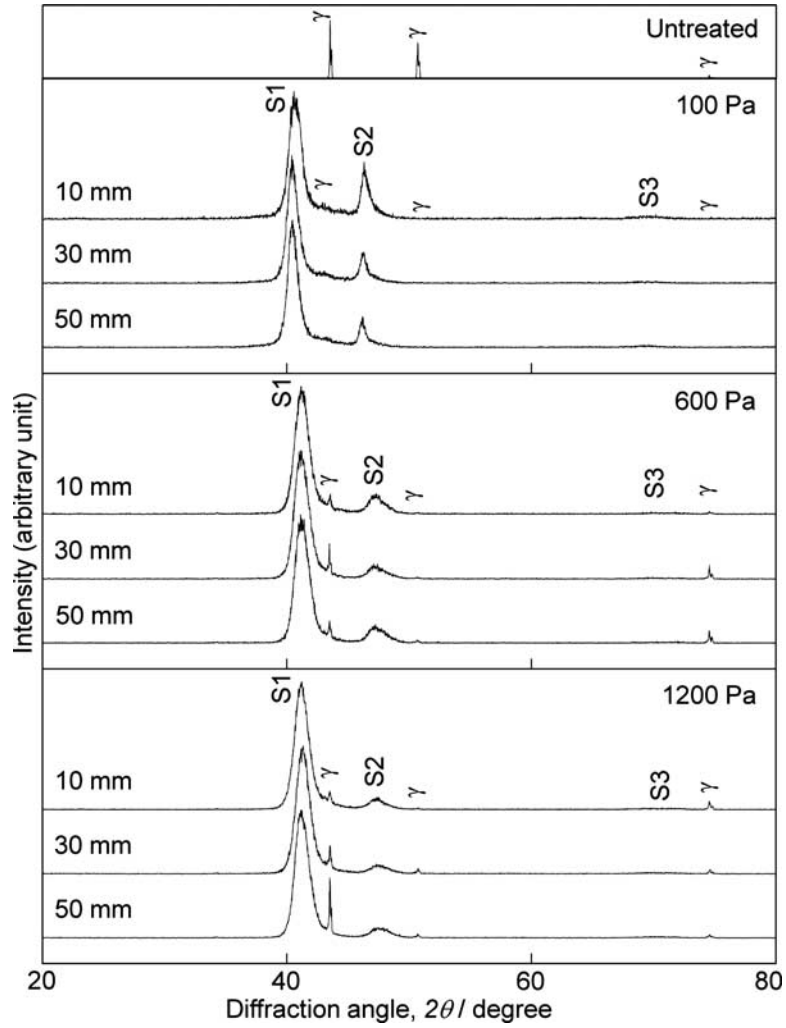 γ γ γ Untreated
S1 S2 S3 γ γ γ 100 Pa
10 mm
30 mm
50 mm
S1 γ S2 γ S3 γ 600 Pa
10 mm
30 mm
50 mm
S1 γ S2 γ S3 γ 1200 Pa
10 mm
30 mm
50 mm
Intensity (arbitrary unit)
20 40 60 80
Diffraction angle, 2θ / degree